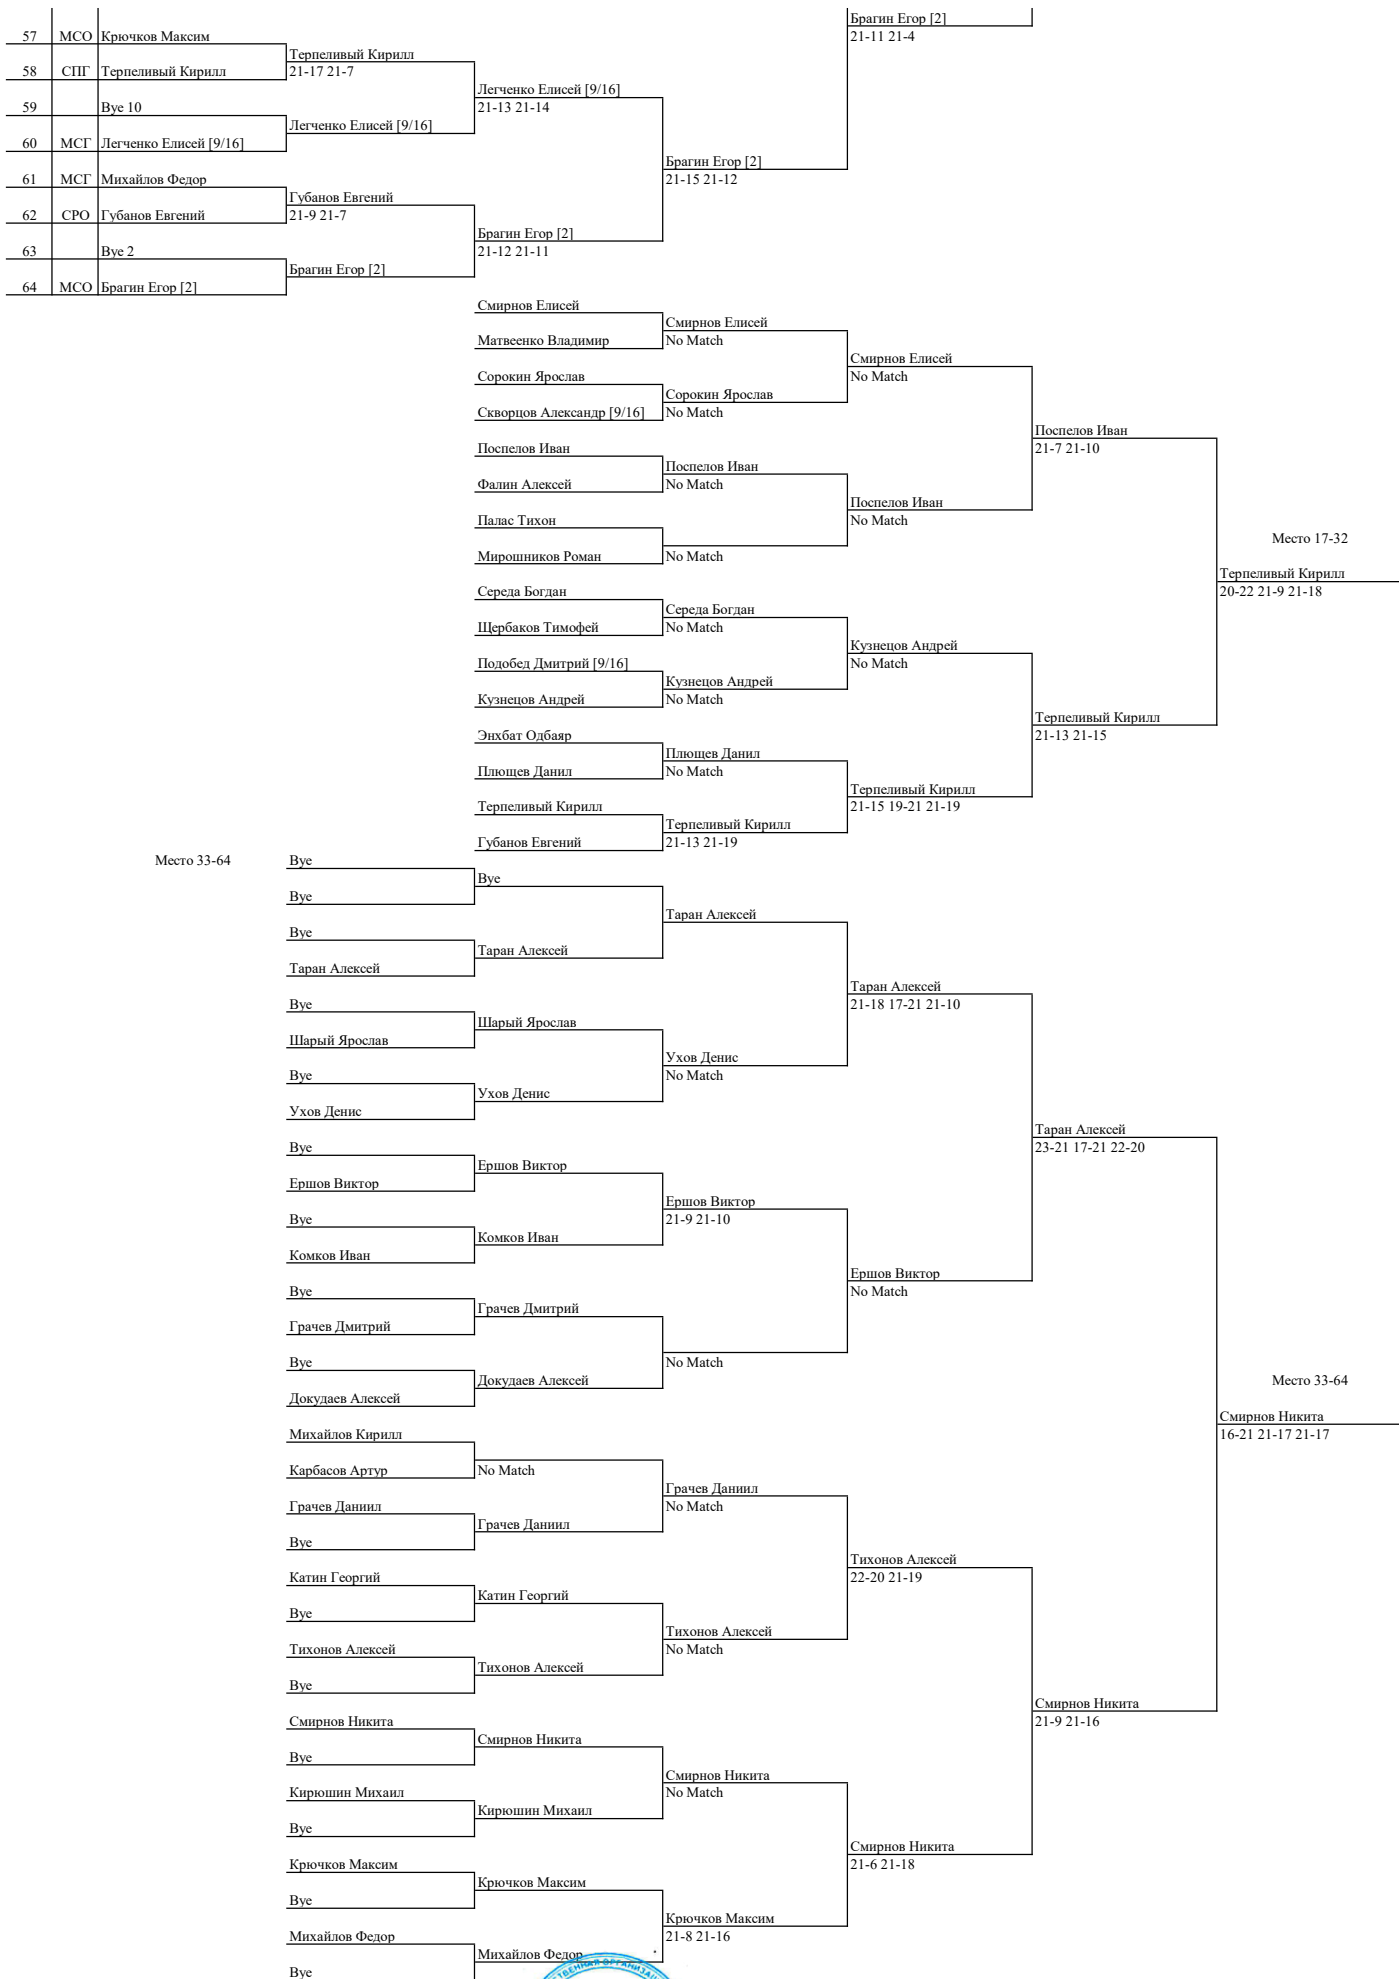 Брагин Егор [2]
21-11 21-4
57 МСО Крючков Максим
Терпеливый Кирилл
21-17 21-7
58 СПГ Терпеливый Кирилл
Легченко Елисей [9/16]
21-13 21-14
59 Bye 10
Легченко Елисей [9/16]
60 МСГ Легченко Елисей [9/16]
Брагин Егор [2]
21-15 21-12
61 МСГ Михайлов Федор
Губанов Евгений
21-9 21-7
62 СРО Губанов Евгений
Брагин Егор [2]
21-12 21-11
63 Bye 2
Брагин Егор [2]
64 МСО Брагин Егор [2]
Смирнов Елисей
Смирнов Елисей
No Match
Матвеенко Владимир
Смирнов Елисей
No Match
Сорокин Ярослав
Сорокин Ярослав
No Match
Скворцов Александр [9/16]
Поспелов Иван
21-7 21-10
Поспелов Иван
Поспелов Иван
No Match
Фалин Алексей
Поспелов Иван
No Match
Палас Тихон
Мирошников Роман
No Match
Место 17-32
Терпеливый Кирилл
20-22 21-9 21-18
Середа Богдан
Середа Богдан
No Match
Щербаков Тимофей
Кузнецов Андрей
No Match
Подобед Дмитрий [9/16]
Кузнецов Андрей
No Match
Кузнецов Андрей
Терпеливый Кирилл
21-13 21-15
Энхбат Одбаяр
Плющев Данил
No Match
Плющев Данил
Терпеливый Кирилл
21-15 19-21 21-19
Терпеливый Кирилл
Терпеливый Кирилл
21-13 21-19
Губанов Евгений
Место 33-64
Bye
Bye
Bye
Таран Алексей
Bye
Таран Алексей
Таран Алексей
Таран Алексей
21-18 17-21 21-10
Bye
Шарый Ярослав
Шарый Ярослав
Ухов Денис
No Match
Bye
Ухов Денис
Ухов Денис
Таран Алексей
23-21 17-21 22-20
Bye
Ершов Виктор
Ершов Виктор
Ершов Виктор
21-9 21-10
Bye
Комков Иван
Комков Иван
Ершов Виктор
No Match
Bye
Грачев Дмитрий
Грачев Дмитрий
No Match
Bye
Докудаев Алексей
Докудаев Алексей
Место 33-64
Смирнов Никита
16-21 21-17 21-17
Михайлов Кирилл
Карбасов Артур
No Match
Грачев Даниил
No Match
Грачев Даниил
Грачев Даниил
Bye
Тихонов Алексей
22-20 21-19
Катин Георгий
Катин Георгий
Bye
Тихонов Алексей
No Match
Тихонов Алексей
Тихонов Алексей
Bye
Смирнов Никита
21-9 21-16
Смирнов Никита
Смирнов Никита
Bye
Смирнов Никита
No Match
Кирюшин Михаил
Кирюшин Михаил
Bye
Смирнов Никита
21-6 21-18
Крючков Максим
Крючков Максим
Bye
Крючков Максим
21-8 21-16
Михайлов Федор
Михайлов Федор
Bye